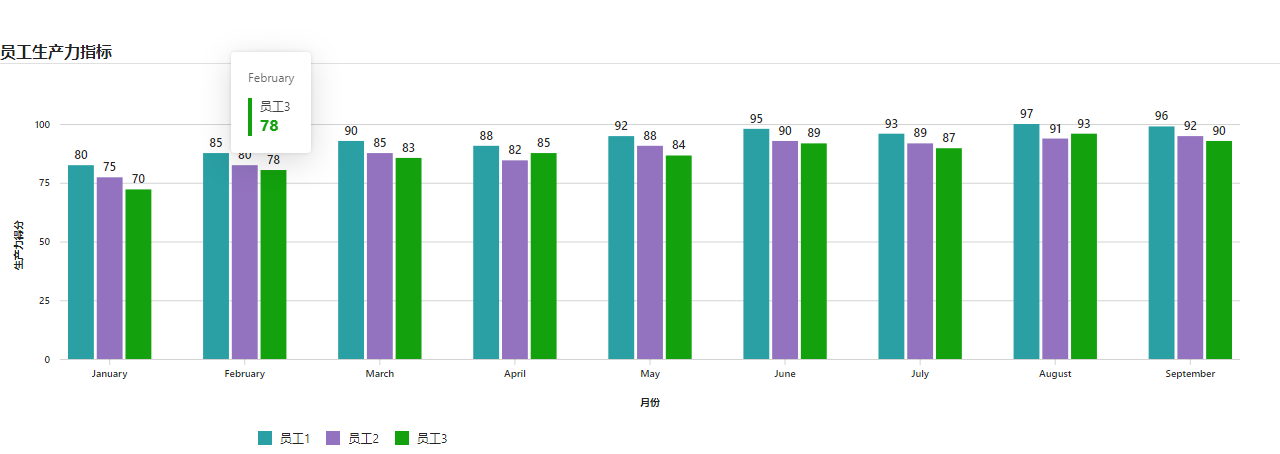 员工生产力指标
February
员工3
78
100
75
50
25
0
生产力得分
80 75 70
85 80 78
90 85 83
88 82 85
92 88 84
95 90 89
93 89 87
97 91 93
96 92 90
January February March April May June July August September
月份
员工1 员工2 员工3